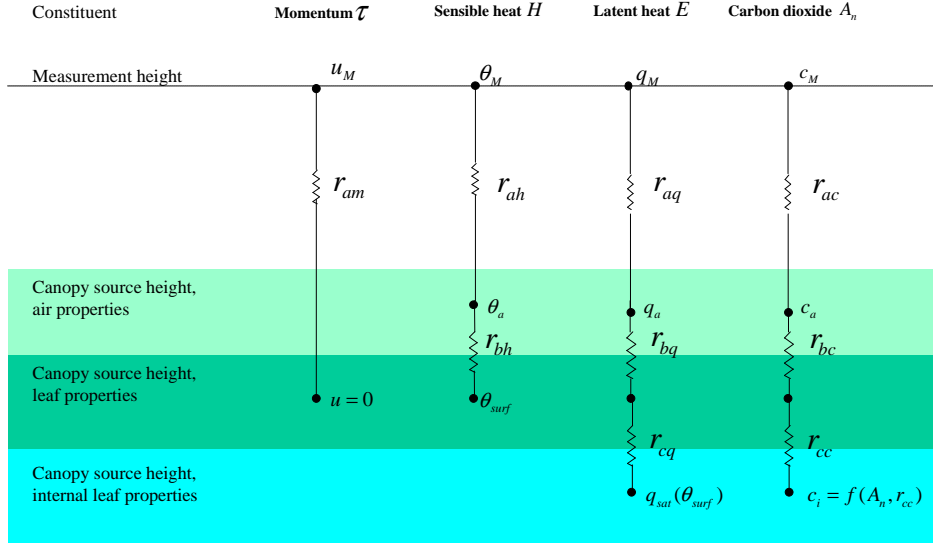 Constituent Momentum τ Sensible heat H Latent heat E Carbon dioxide A_n
Measurement height u_M θ_M q_M c_M
r_am r_ah r_aq r_ac
Canopy source height,
air properties θ_a q_a c_a
r_bh r_bq r_bc
Canopy source height,
leaf properties u = 0 θ_surf
r_cq r_cc
Canopy source height,
internal leaf properties q_sat(θ_surf) c_i = f(A_n, r_cc)